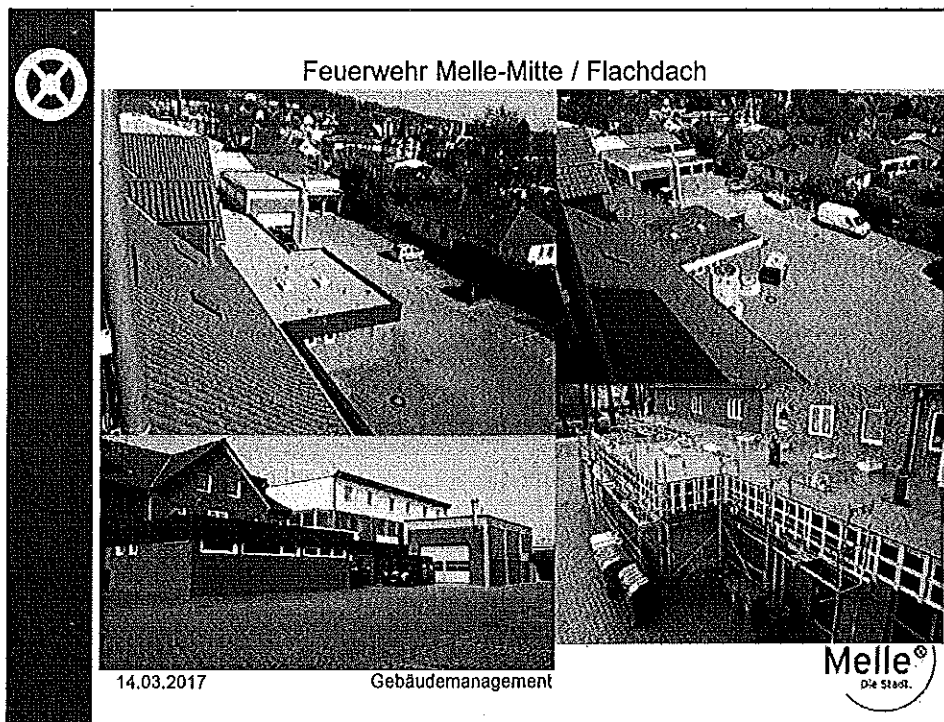 Feuerwehr Melle-Mitte / Flachdach
14.03.2017
Gebäudemanagement
Melle
Die Stadt.